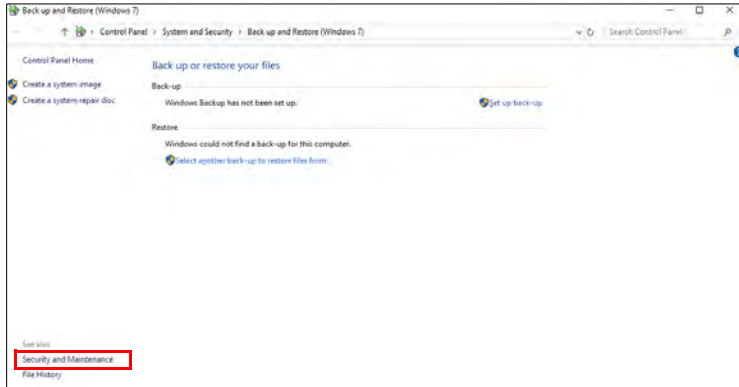 Back up and Restore (Windows 7)
Control Panel › System and Security › Back up and Restore (Windows 7)
Search Control Panel
Control Panel Home
Create a system image
Create a system repair disc
Back up or restore your files
Back-up
Windows Backup has not been set up.
Set up back-up
Restore
Windows could not find a back-up for this computer.
Select another back-up to restore files from
See also
Security and Maintenance
File History